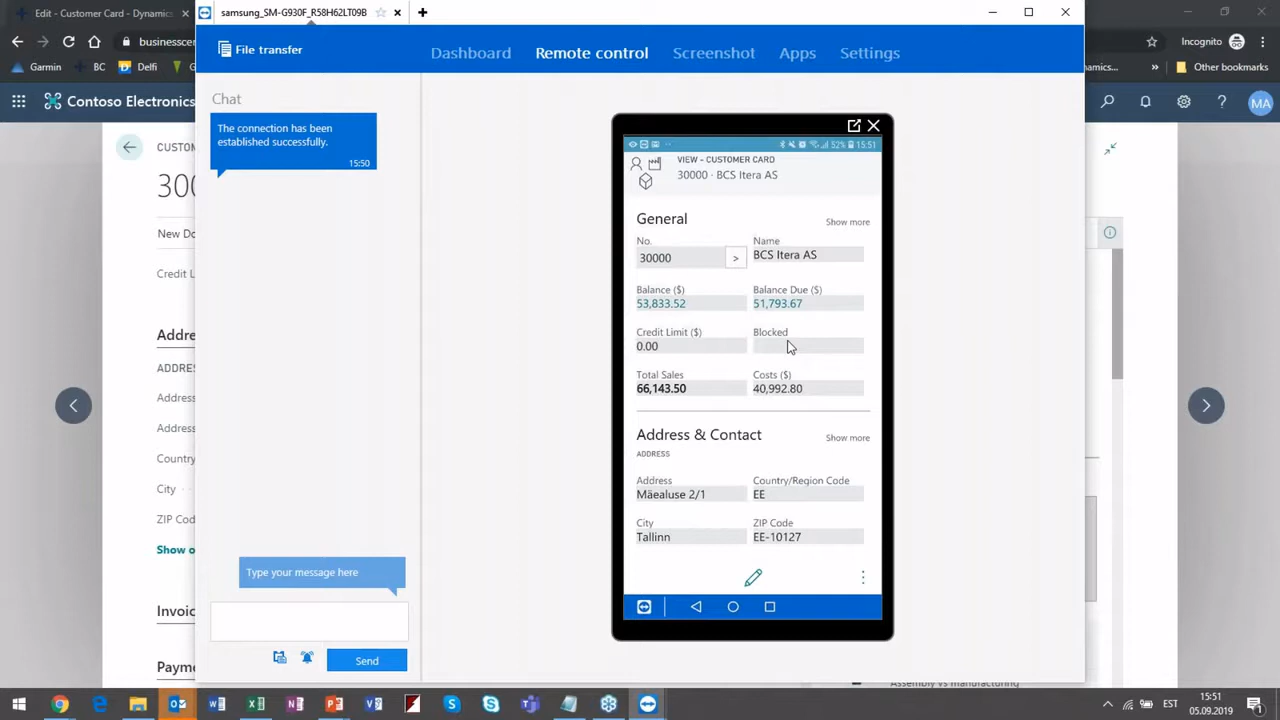 Edit - Customer Card
samsung_SM-G930F_R58H62LT09B
Dynamics
businesscen
Incognito
Garmin
BC
Delfi
Other bookmarks
File transfer
Dashboard
Remote control
Screenshot
Apps
Settings
Contoso Electronics
MA
Chat
The connection has been
established successfully.
15:50
CUSTOM
300
New Do
Credit L
Addre
ADDRES
Address
Address
Country
City
ZIP Cod
Show o
Invoic
Payme
52%
15:51
VIEW - CUSTOMER CARD
30000 · BCS Itera AS
General
Show more
No.
Name
30000
>
BCS Itera AS
Balance ($)
Balance Due ($)
53,833.52
51,793.67
Credit Limit ($)
Blocked
0.00
Total Sales
Costs ($)
66,143.50
40,992.80
Address & Contact
Show more
ADDRESS
Address
Country/Region Code
Mäealuse 2/1
EE
City
ZIP Code
Tallinn
EE-10127
Type your message here
Send
Assembly vs manufacturing
EST
15:51
05.09.2019